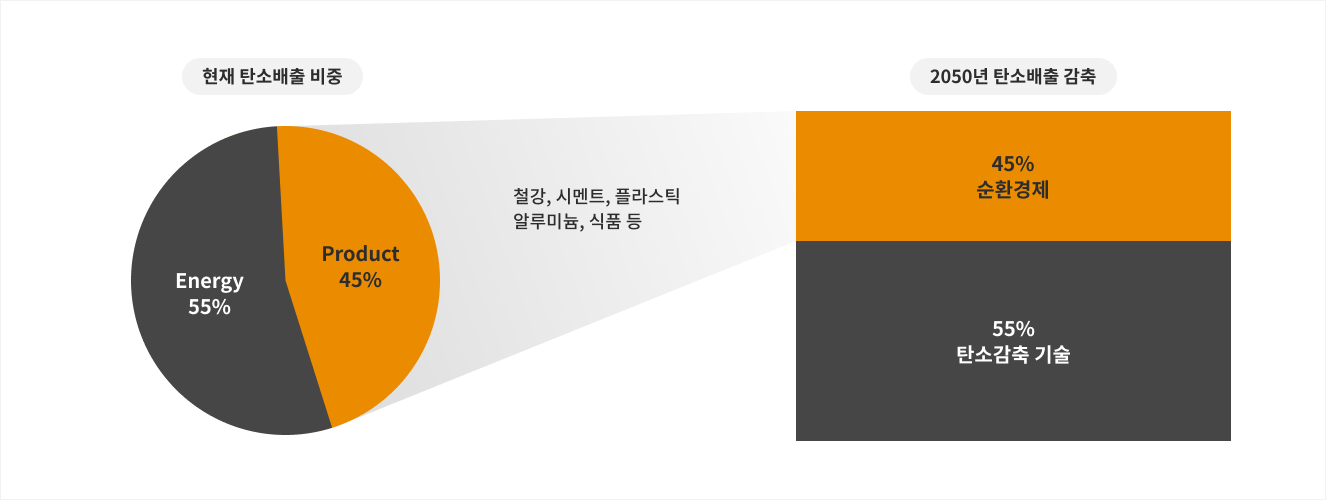 현재 탄소배출 비중
Energy
55%
Product
45%
철강, 시멘트, 플라스틱
알루미늄, 식품 등
2050년 탄소배출 감축
45%
순환경제
55%
탄소감축 기술